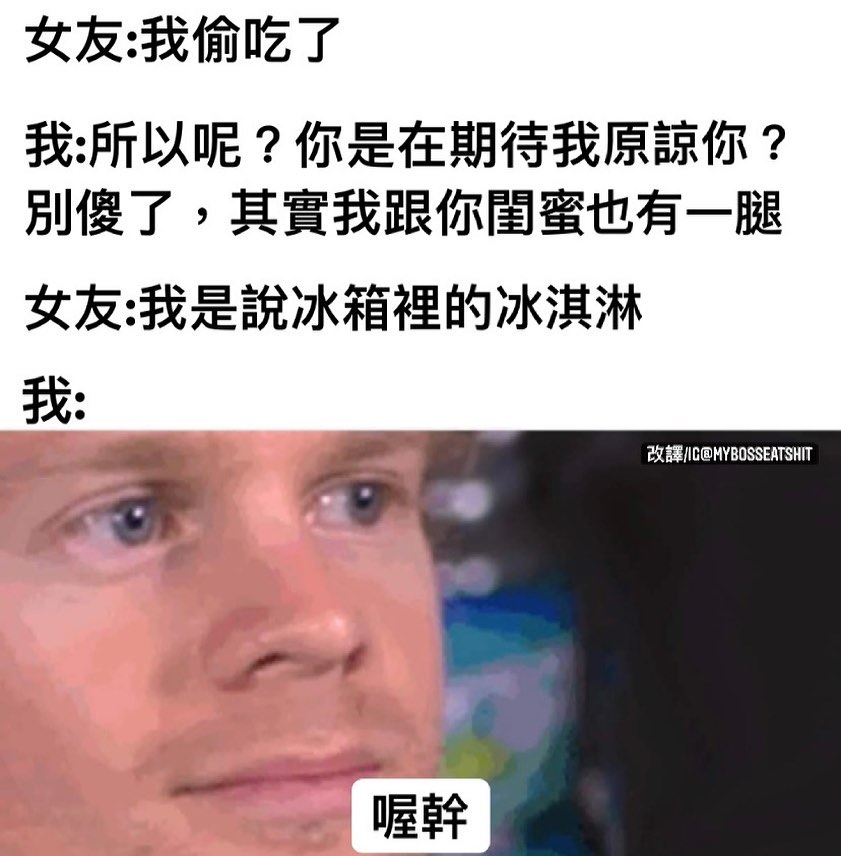 女友:我偷吃了
我:所以呢？你是在期待我原諒你？
別傻了，其實我跟你閨蜜也有一腿
女友:我是說冰箱裡的冰淇淋
我:
改譯/IG@MYBOSSEATSHIT
喔幹